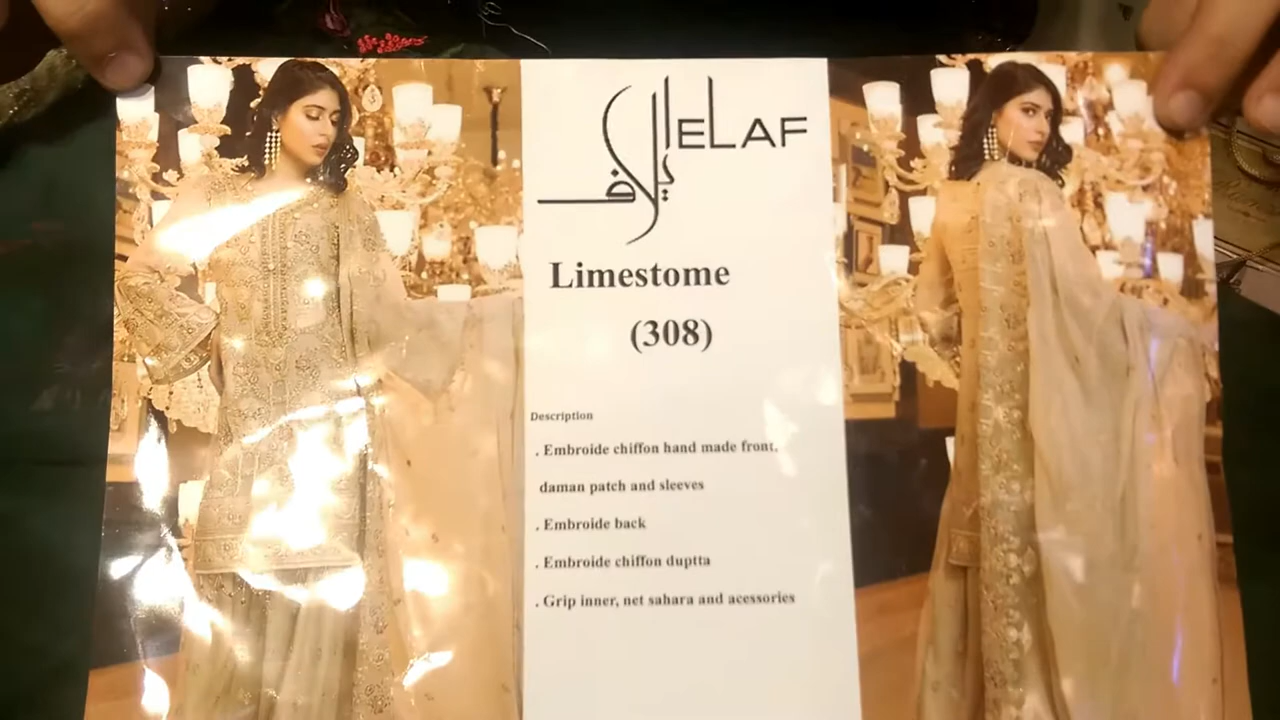 ايلاف
ELAF
Limestome
(308)
Description
. Embroide chiffon hand made front,
daman patch and sleeves
. Embroide back
. Embroide chiffon duptta
. Grip inner, net sahara and acessories